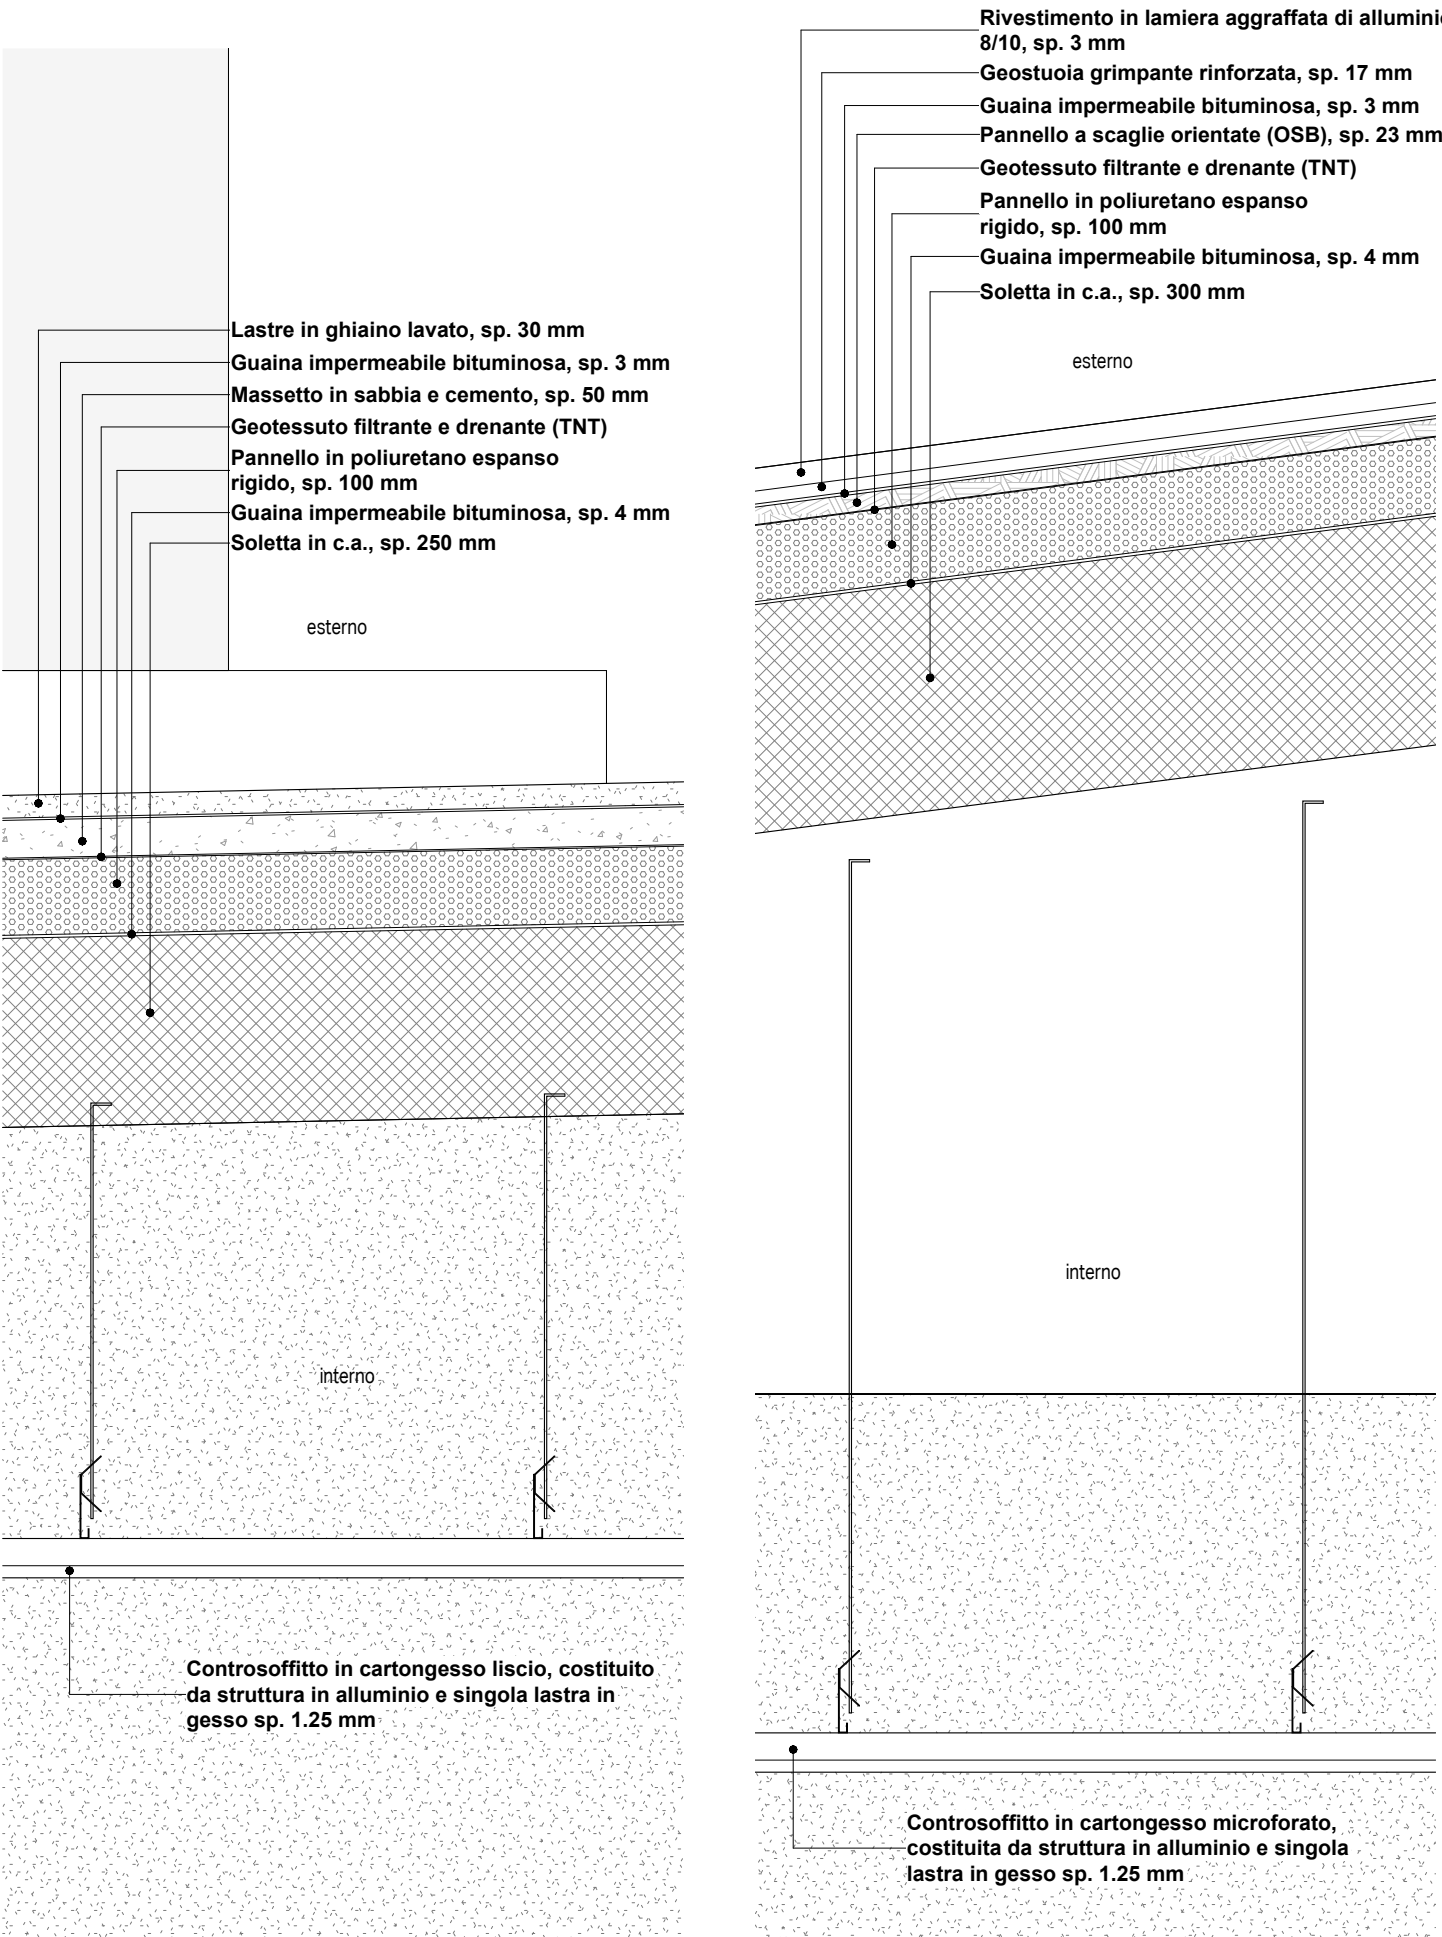 Rivestimento in lamiera aggraffata di allumini
8/10, sp. 3 mm
Geostuoia grimpante rinforzata, sp. 17 mm
Guaina impermeabile bituminosa, sp. 3 mm
Pannello a scaglie orientate (OSB), sp. 23 mm
Geotessuto filtrante e drenante (TNT)
Pannello in poliuretano espanso
rigido, sp. 100 mm
Guaina impermeabile bituminosa, sp. 4 mm
Soletta in c.a., sp. 300 mm
esterno
Lastre in ghiaino lavato, sp. 30 mm
Guaina impermeabile bituminosa, sp. 3 mm
Massetto in sabbia e cemento, sp. 50 mm
Geotessuto filtrante e drenante (TNT)
Pannello in poliuretano espanso
rigido, sp. 100 mm
Guaina impermeabile bituminosa, sp. 4 mm
Soletta in c.a., sp. 250 mm
esterno
interno
interno
Controsoffitto in cartongesso liscio, costituito
da struttura in alluminio e singola lastra in
gesso sp. 1.25 mm
Controsoffitto in cartongesso microforato,
costituita da struttura in alluminio e singola
lastra in gesso sp. 1.25 mm